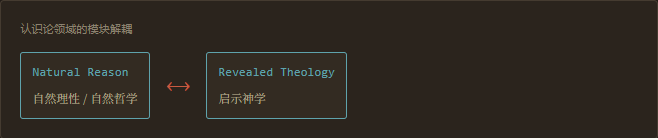 认识论领域的模块解耦
Natural Reason
自然理性 / 自然哲学
Revealed Theology
启示神学